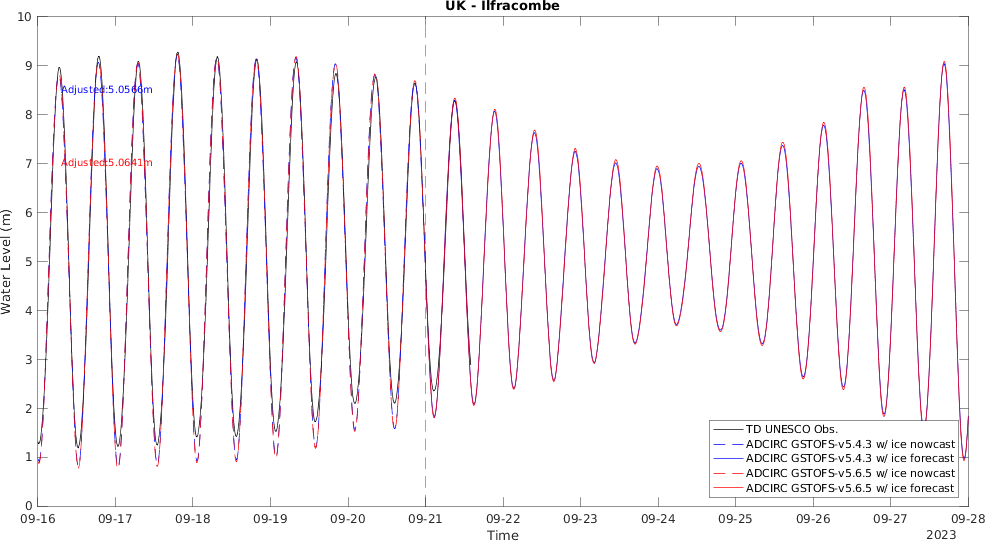 UK - Ilfracombe
10
9
8
7
6
5
4
3
2
1
0
Water Level (m)
Adjusted:5.0566m
Adjusted:5.0641m
TD UNESCO Obs.
ADCIRC GSTOFS-v5.4.3 w/ ice nowcast
ADCIRC GSTOFS-v5.4.3 w/ ice forecast
ADCIRC GSTOFS-v5.6.5 w/ ice nowcast
ADCIRC GSTOFS-v5.6.5 w/ ice forecast
09-16 09-17 09-18 09-19 09-20 09-21 09-22 09-23 09-24 09-25 09-26 09-27 09-28
Time
2023